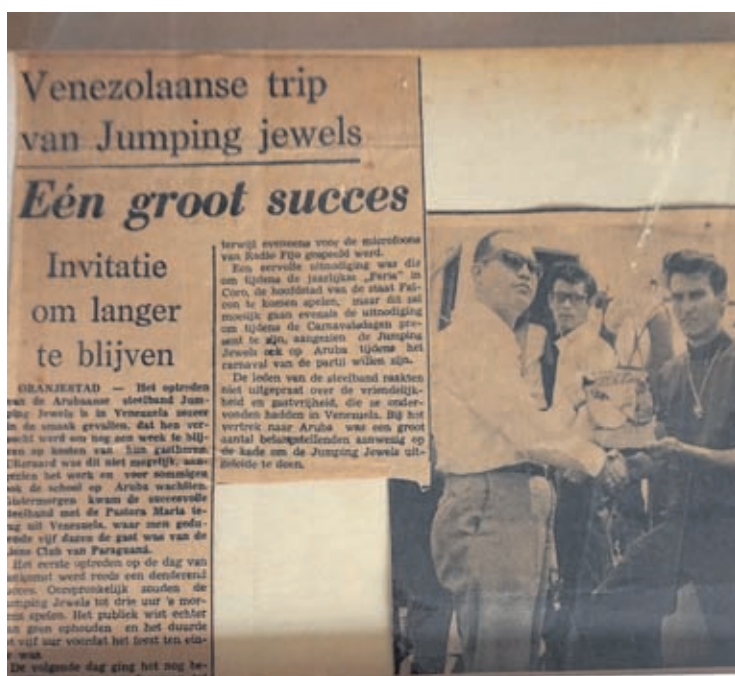 Venezolaanse trip
van Jumping jewels
Eén groot succes
Invitatie
om langer
te blijven
ORANJESTAD — Het optreden
van de Arubaanse steelband Jum-
ping Jewels is in Venezuela zozeer
in de smaak gevallen, dat hen ver-
zocht werd om nog een week te blij-
ven op kosten van hun gastheren.
Uiteraard was dit niet mogelijk, aan-
gezien het werk en voor sommigen
ook de school op Aruba wachtten.
Gistermorgen kwam de succesvolle
steelband met de Pastora Maria te-
rug uit Venezuela, waar men gedu-
rende vijf dagen de gast was van de
Lions Club van Paraguaná.
Het eerste optreden op de dag van
aankomst werd reeds een denderend
succes. Oorspronkelijk zouden de
Jumping Jewels tot drie uur 's mor-
gens spelen. Het publiek wist echter
van geen ophouden en het duurde
tot vijf uur voordat het feest ten ein-
de was.
De volgende dag ging het nog be-
terwijl eveneens voor de microfoons
van Radio Fijo gespeeld werd.
Een eervolle uitnodiging was die
om tijdens de jaarlijkse „Feria” in
Coro, de hoofdstad van de staat Fal-
con te komen spelen, maar dit zal
moeilijk gaan evenals de uitnodiging
om tijdens de Carnavalsdagen pre-
sent te zijn, aangezien de Jumping
Jewels ook op Aruba tijdens het
carnaval van de partij willen zijn.
De leden van de steelband raakten
niet uitgepraat over de vriendelijk-
heid en gastvrijheid, die ze onder-
vonden hadden in Venezuela. Bij het
vertrek naar Aruba was een groot
aantal belangstellenden aanwezig op
de kade om de Jumping Jewels uit-
geleide te doen.